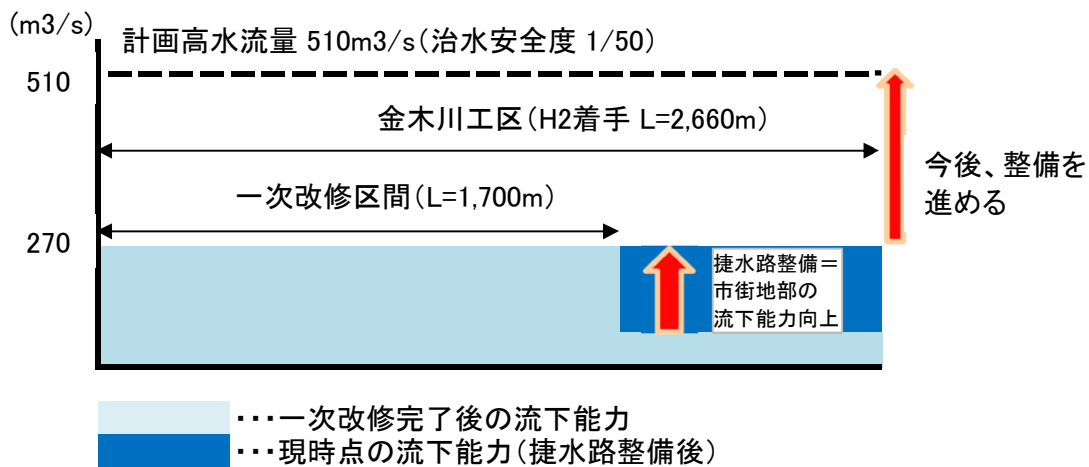 (m3/s)
計画高水流量 510m3/s(治水安全度 1/50)
510
金木川工区(H2着手 L=2,660m)
今後、整備を
進める
一次改修区間(L=1,700m)
270
捷水路整備=
市街地部の
流下能力向上
・・・一次改修完了後の流下能力
・・・現時点の流下能力(捷水路整備後)